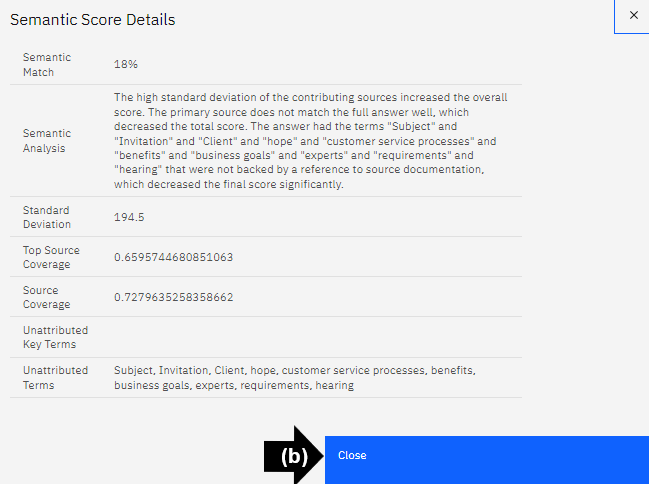 Semantic Score Details
×
Semantic
Match
18%
Semantic
Analysis
The high standard deviation of the contributing sources increased the overall
score. The primary source does not match the full answer well, which
decreased the total score. The answer had the terms "Subject" and
"Invitation" and "Client" and "hope" and "customer service processes" and
"benefits" and "business goals" and "experts" and "requirements" and
"hearing" that were not backed by a reference to source documentation,
which decreased the final score significantly.
Standard
Deviation
194.5
Top Source
Coverage
0.6595744680851063
Source
Coverage
0.7279635258358662
Unattributed
Key Terms
Unattributed
Terms
Subject, Invitation, Client, hope, customer service processes, benefits,
business goals, experts, requirements, hearing
(b)
Close